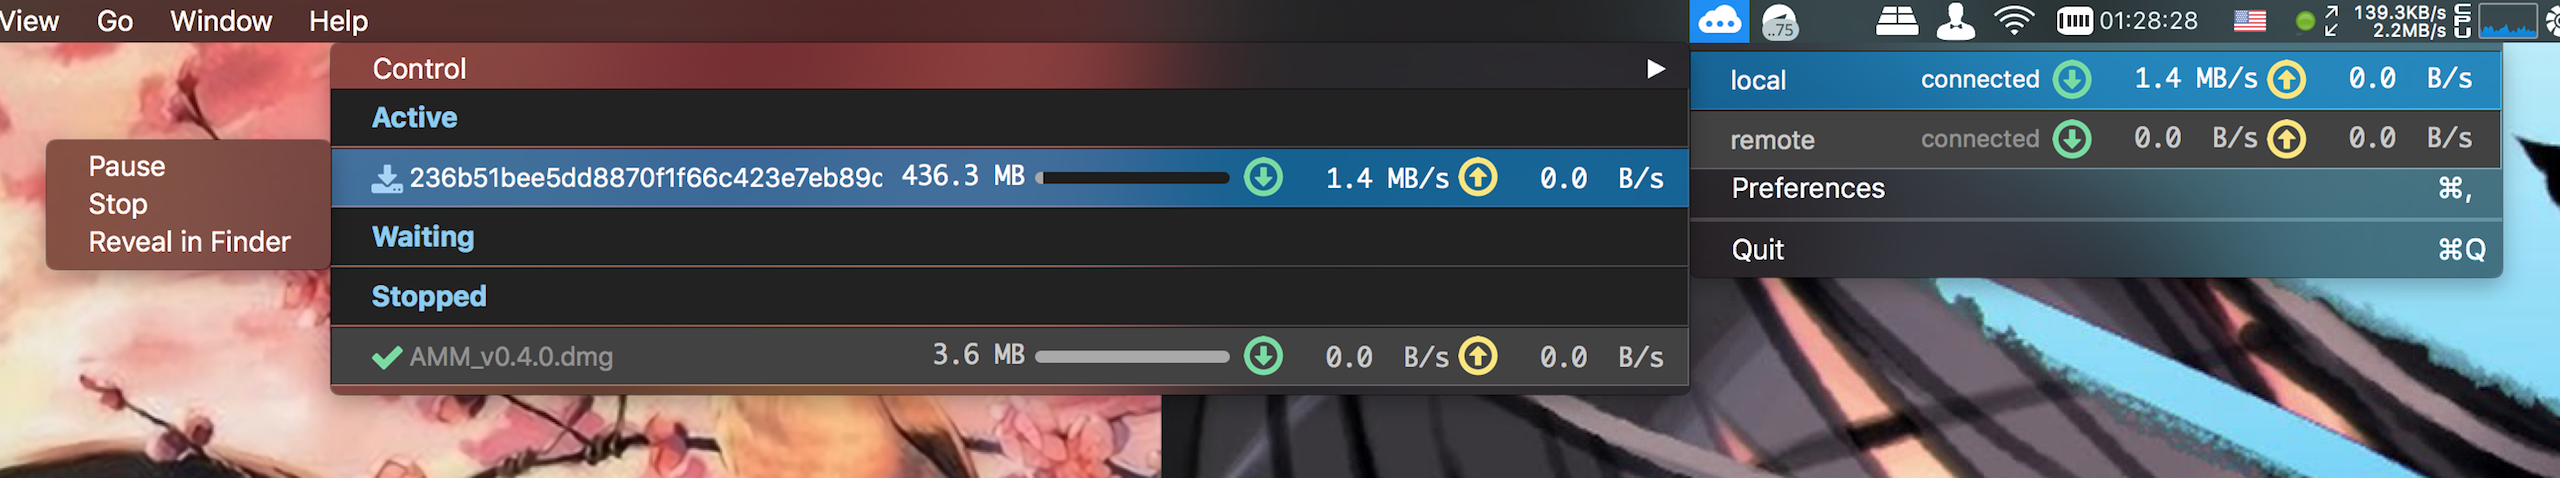 View Go Window Help
..75
01:28:28
139.3KB/s
2.2MB/s
CPU
Control
Active
236b51bee5dd8870f1f66c423e7eb89c 436.3 MB 1.4 MB/s 0.0 B/s
Waiting
Stopped
AMM_v0.4.0.dmg 3.6 MB 0.0 B/s 0.0 B/s
Pause
Stop
Reveal in Finder
local connected 1.4 MB/s 0.0 B/s
remote connected 0.0 B/s 0.0 B/s
Preferences ⌘,
Quit ⌘Q